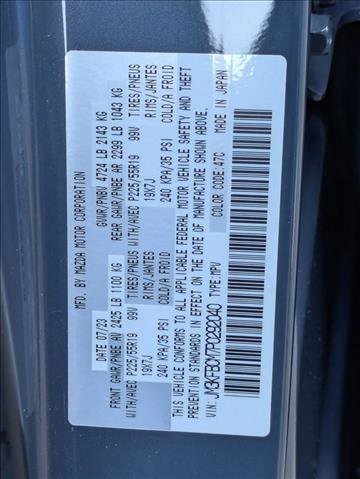 MFD. BY MAZDA MOTOR CORPORATION
DATE 07/23 GVWR/PNBV 4724 LB 2143 KG
FRONT GAWR/PNBE AV 2425 LB 1100 KG REAR GAWR/PNBE AR 2299 LB 1043 KG
WITH/AVEC P225/55R19 99V TIRES/PNEUS WITH/AVEC P225/55R19 99V TIRES/PNEUS
19X7J RIMS/JANTES 19X7J RIMS/JANTES
240 KPA/35 PSI COLD/A FROID 240 KPA/35 PSI COLD/A FROID
THIS VEHICLE CONFORMS TO ALL APPLICABLE FEDERAL MOTOR VEHICLE SAFETY AND THEFT
PREVENTION STANDARDS IN EFFECT ON THE DATE OF MANUFACTURE SHOWN ABOVE.
VIN: JM3KFBCM7P0292040 COLOR CODE:47C MADE IN JAPAN
TYPE:MPV